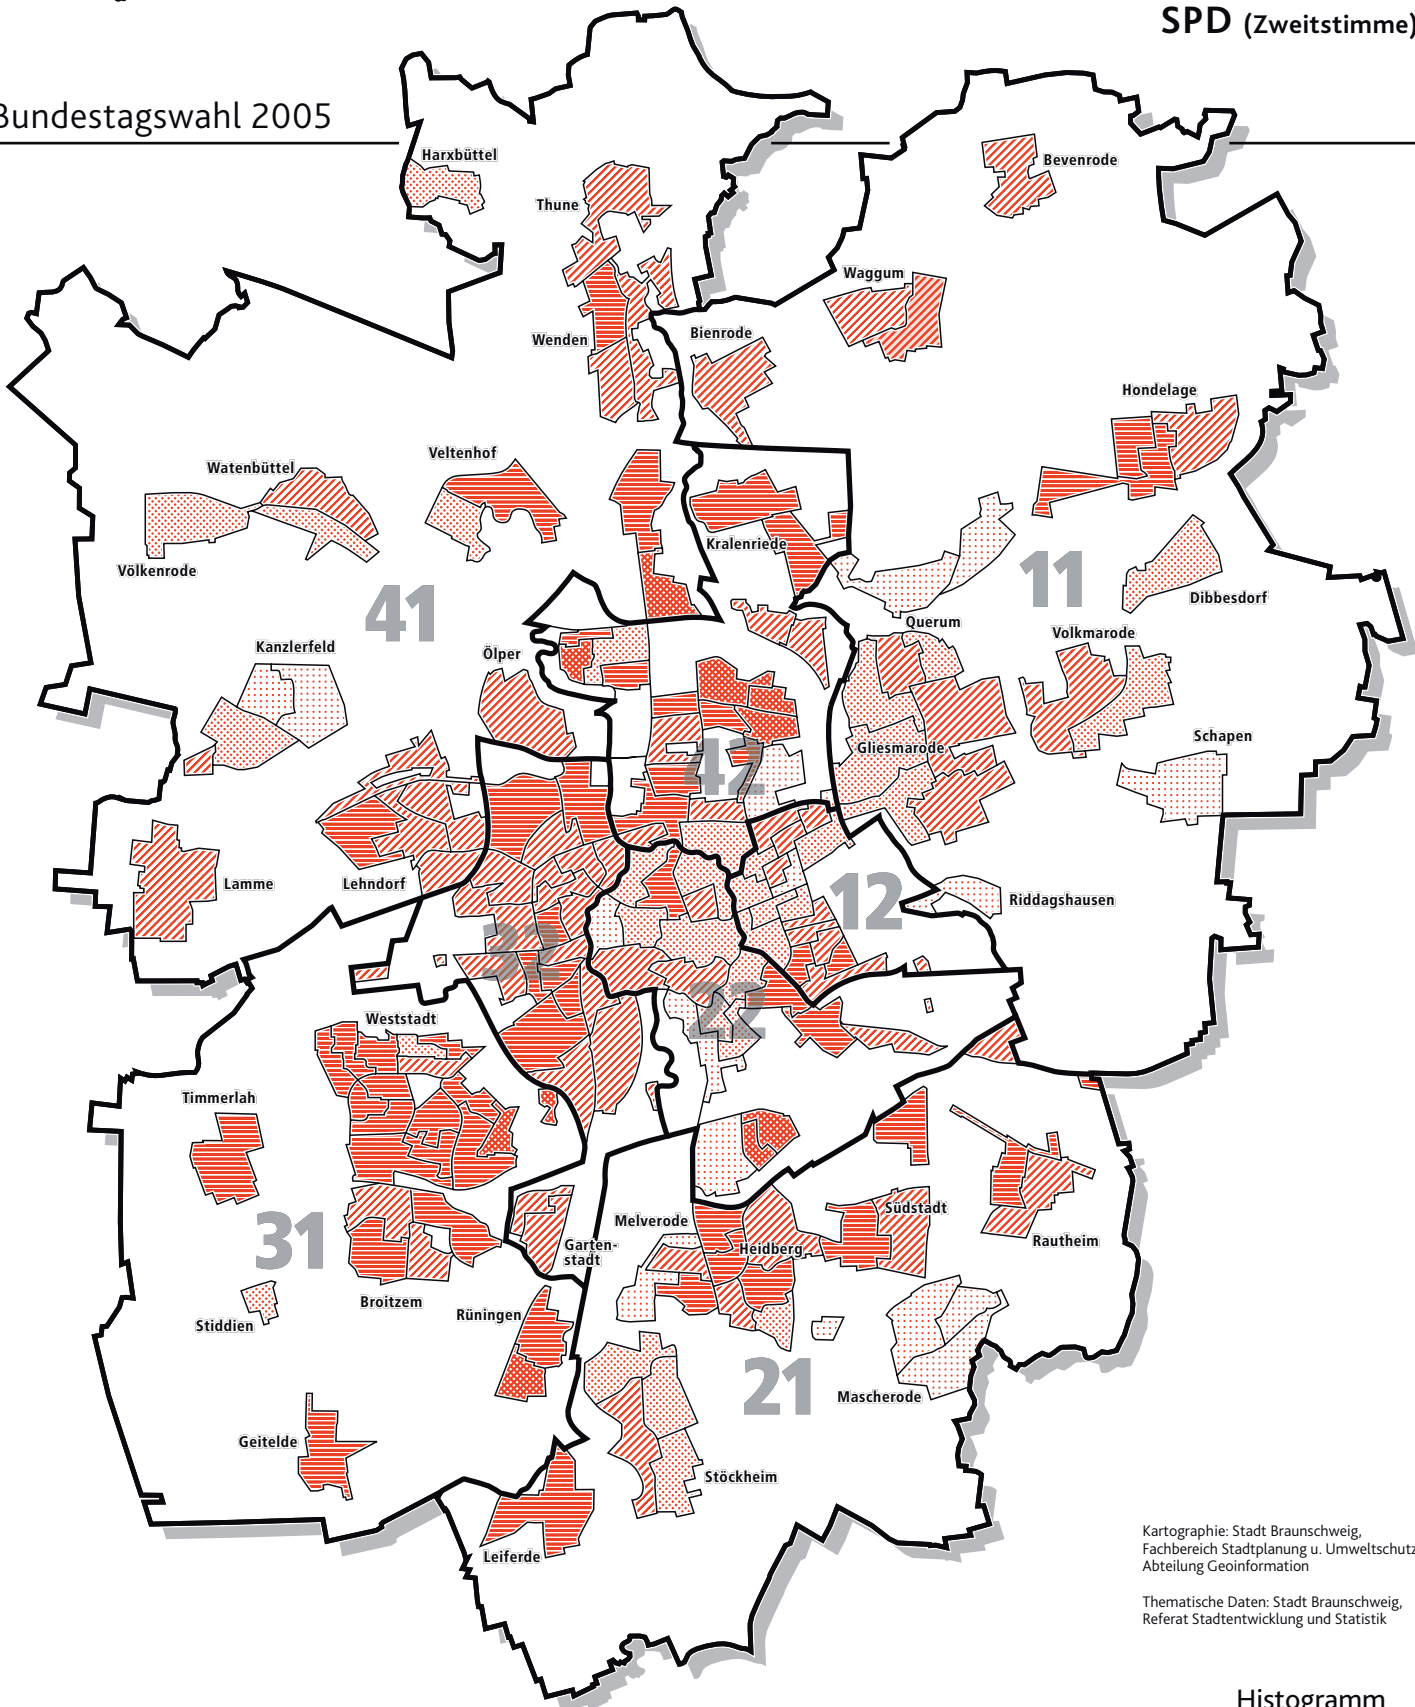 SPD (Zweitstimme)
Bundestagswahl 2005
Harxbüttel
Bevenrode
Thune
Waggum
Wenden
Bienrode
Hondelage
Veltenhof
Watenbüttel
Kralenriede
Völkenrode
11
41
Dibbesdorf
Querum
Volkmarode
Kanzlerfeld
Ölper
Schapen
Gliesmarode
42
Lamme
Lehndorf
12
Riddagshausen
32
22
Weststadt
Timmerlah
Südstadt
Melverode
31
Heidberg
Rautheim
Garten-
stadt
Broitzem
Rüningen
Stiddien
21
Mascherode
Geitelde
Stöckheim
Leiferde
Kartographie: Stadt Braunschweig,
Fachbereich Stadtplanung u. Umweltschutz
Abteilung Geoinformation
Thematische Daten: Stadt Braunschweig,
Referat Stadtentwicklung und Statistik
Histogramm